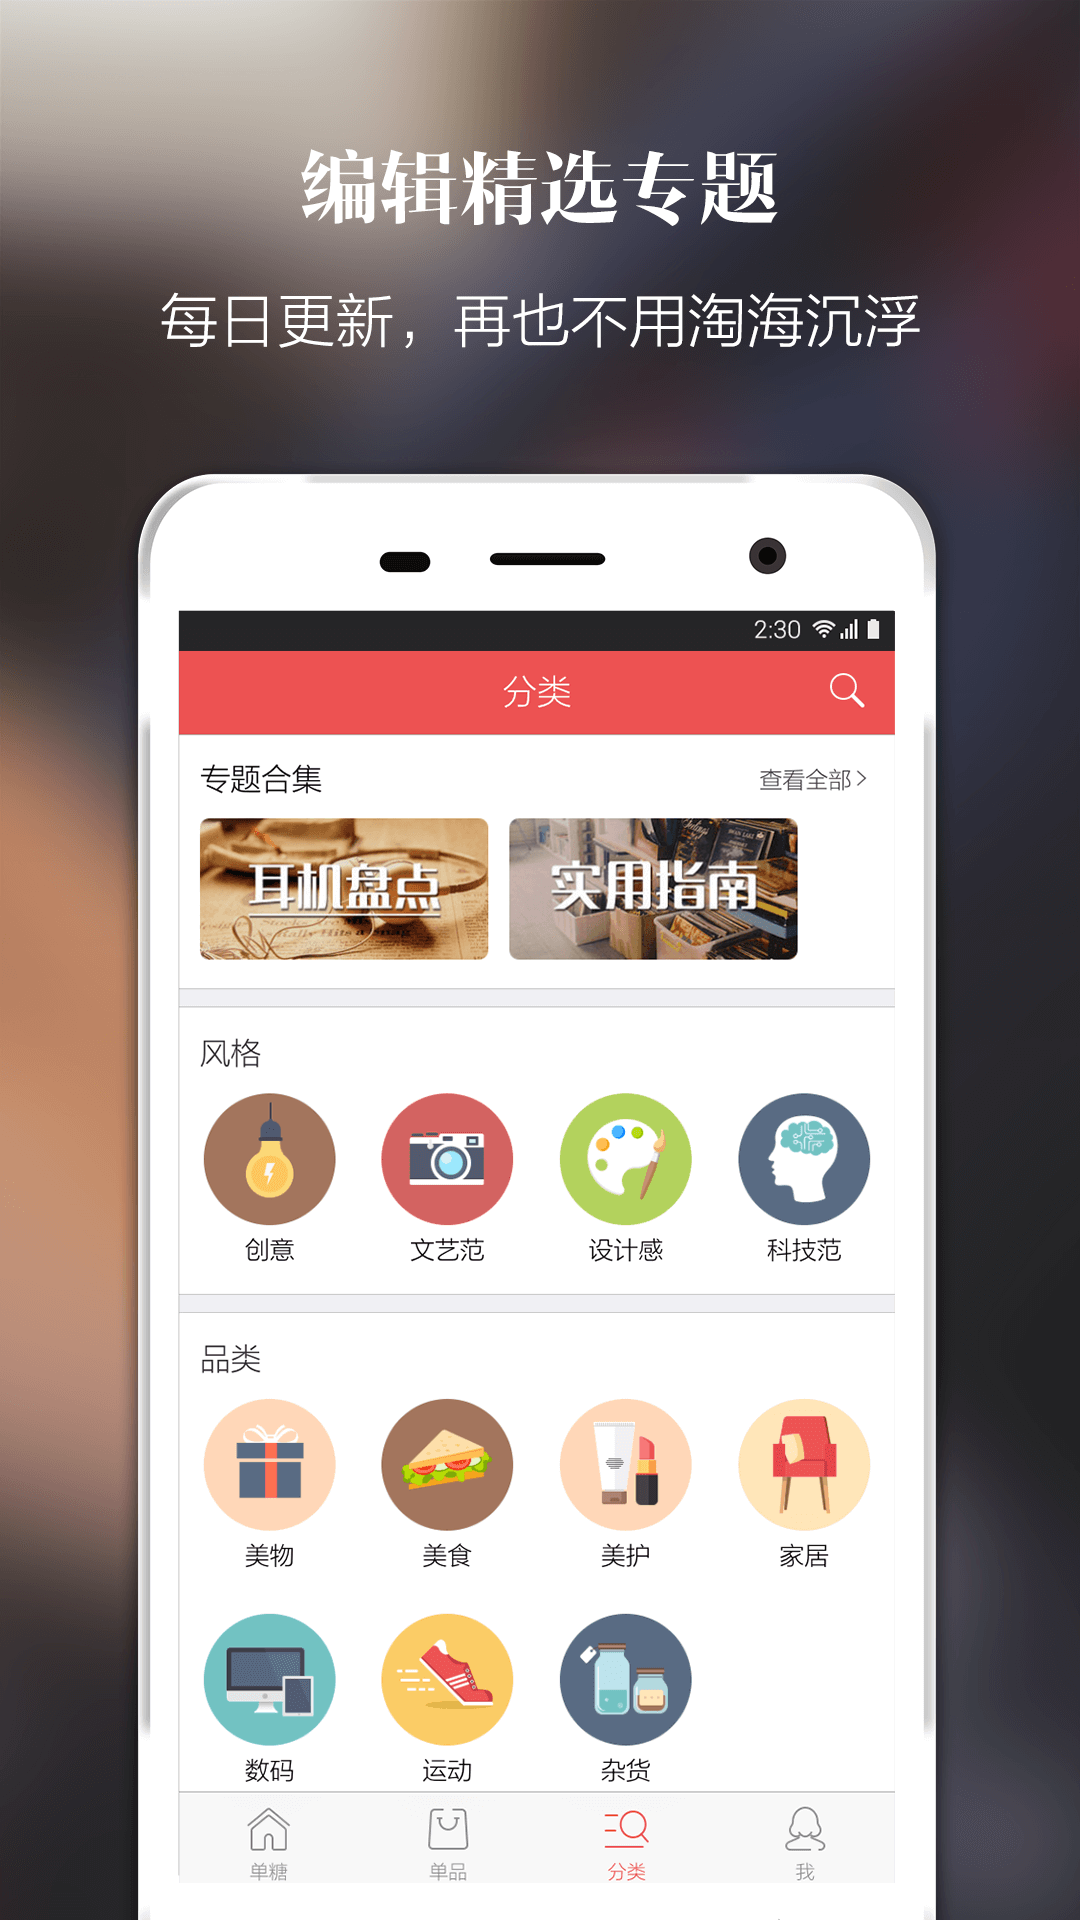 编辑精选专题
每日更新，再也不用淘海沉浮
2:30
分类
专题合集
查看全部
耳机盘点
实用指南
风格
创意
文艺范
设计感
科技范
品类
美物
美食
美护
家居
数码
运动
杂货
单糖
单品
分类
我